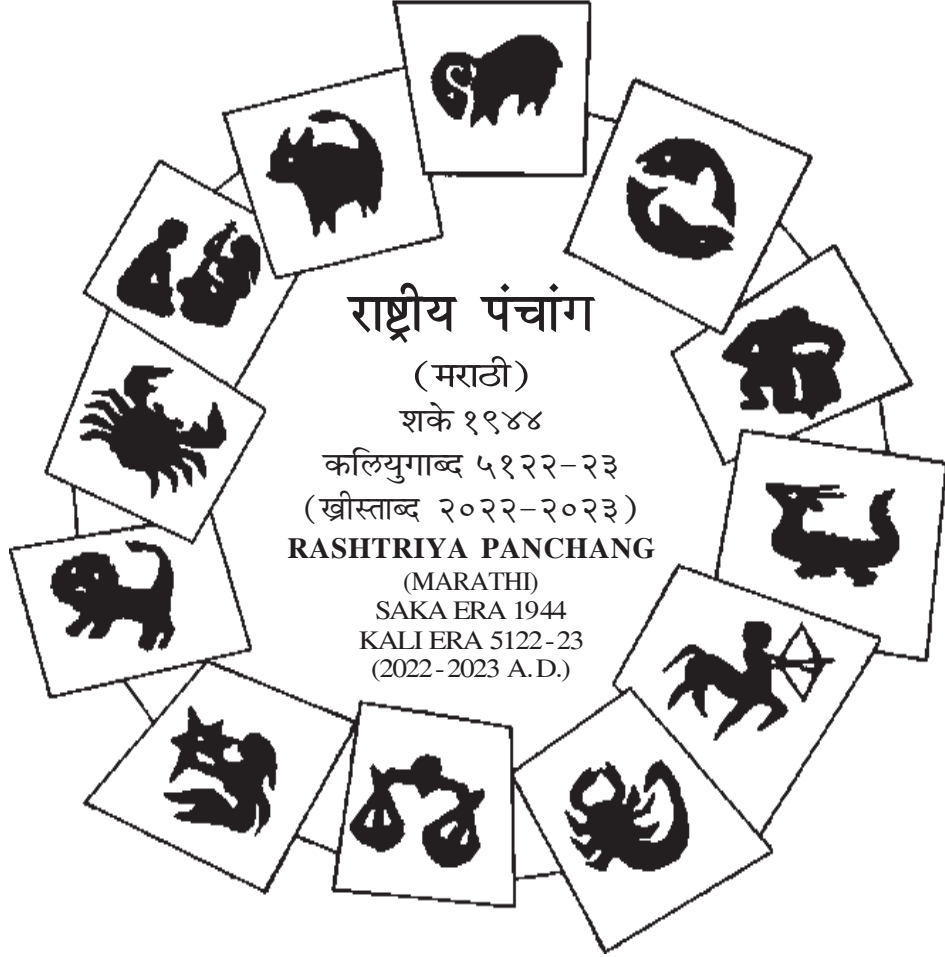 राष्ट्रीय पंचांग
(मराठी)
शके १९४४
कलियुगाब्द ५१२२-२३
(ख्रीस्ताब्द २०२२-२०२३)
RASHTRIYA PANCHANG
(MARATHI)
SAKA ERA 1944
KALI ERA 5122-23
(2022-2023 A.D.)